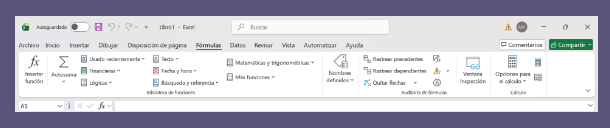 Autoguardado Libro1 - Excel Buscar
Archivo Inicio Insertar Dibujar Disposición de página Fórmulas Datos Revisar Vista Automatizar Ayuda Comentarios Compartir
fx Insertar función
Autosuma
Usado recientemente
Financieras
Lógicas
Texto
Fecha y hora
Búsqueda y referencia
Matemáticas y trigonométricas
Más funciones
Biblioteca de funciones
Nombres definidos
Rastrear precedentes
Rastrear dependientes
Quitar flechas
Ventana Inspección
Auditoría de fórmulas
Opciones para el cálculo
Cálculo
A1 fx